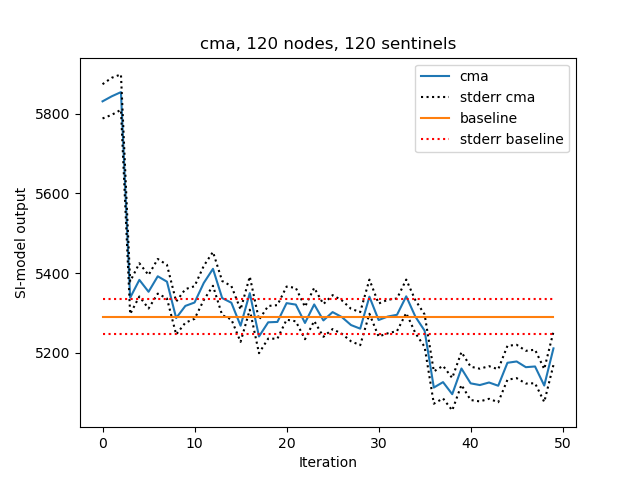 cma, 120 nodes, 120 sentinels
cma
stderr cma
baseline
stderr baseline
SI-model output
5800
5600
5400
5200
0 10 20 30 40 50
Iteration